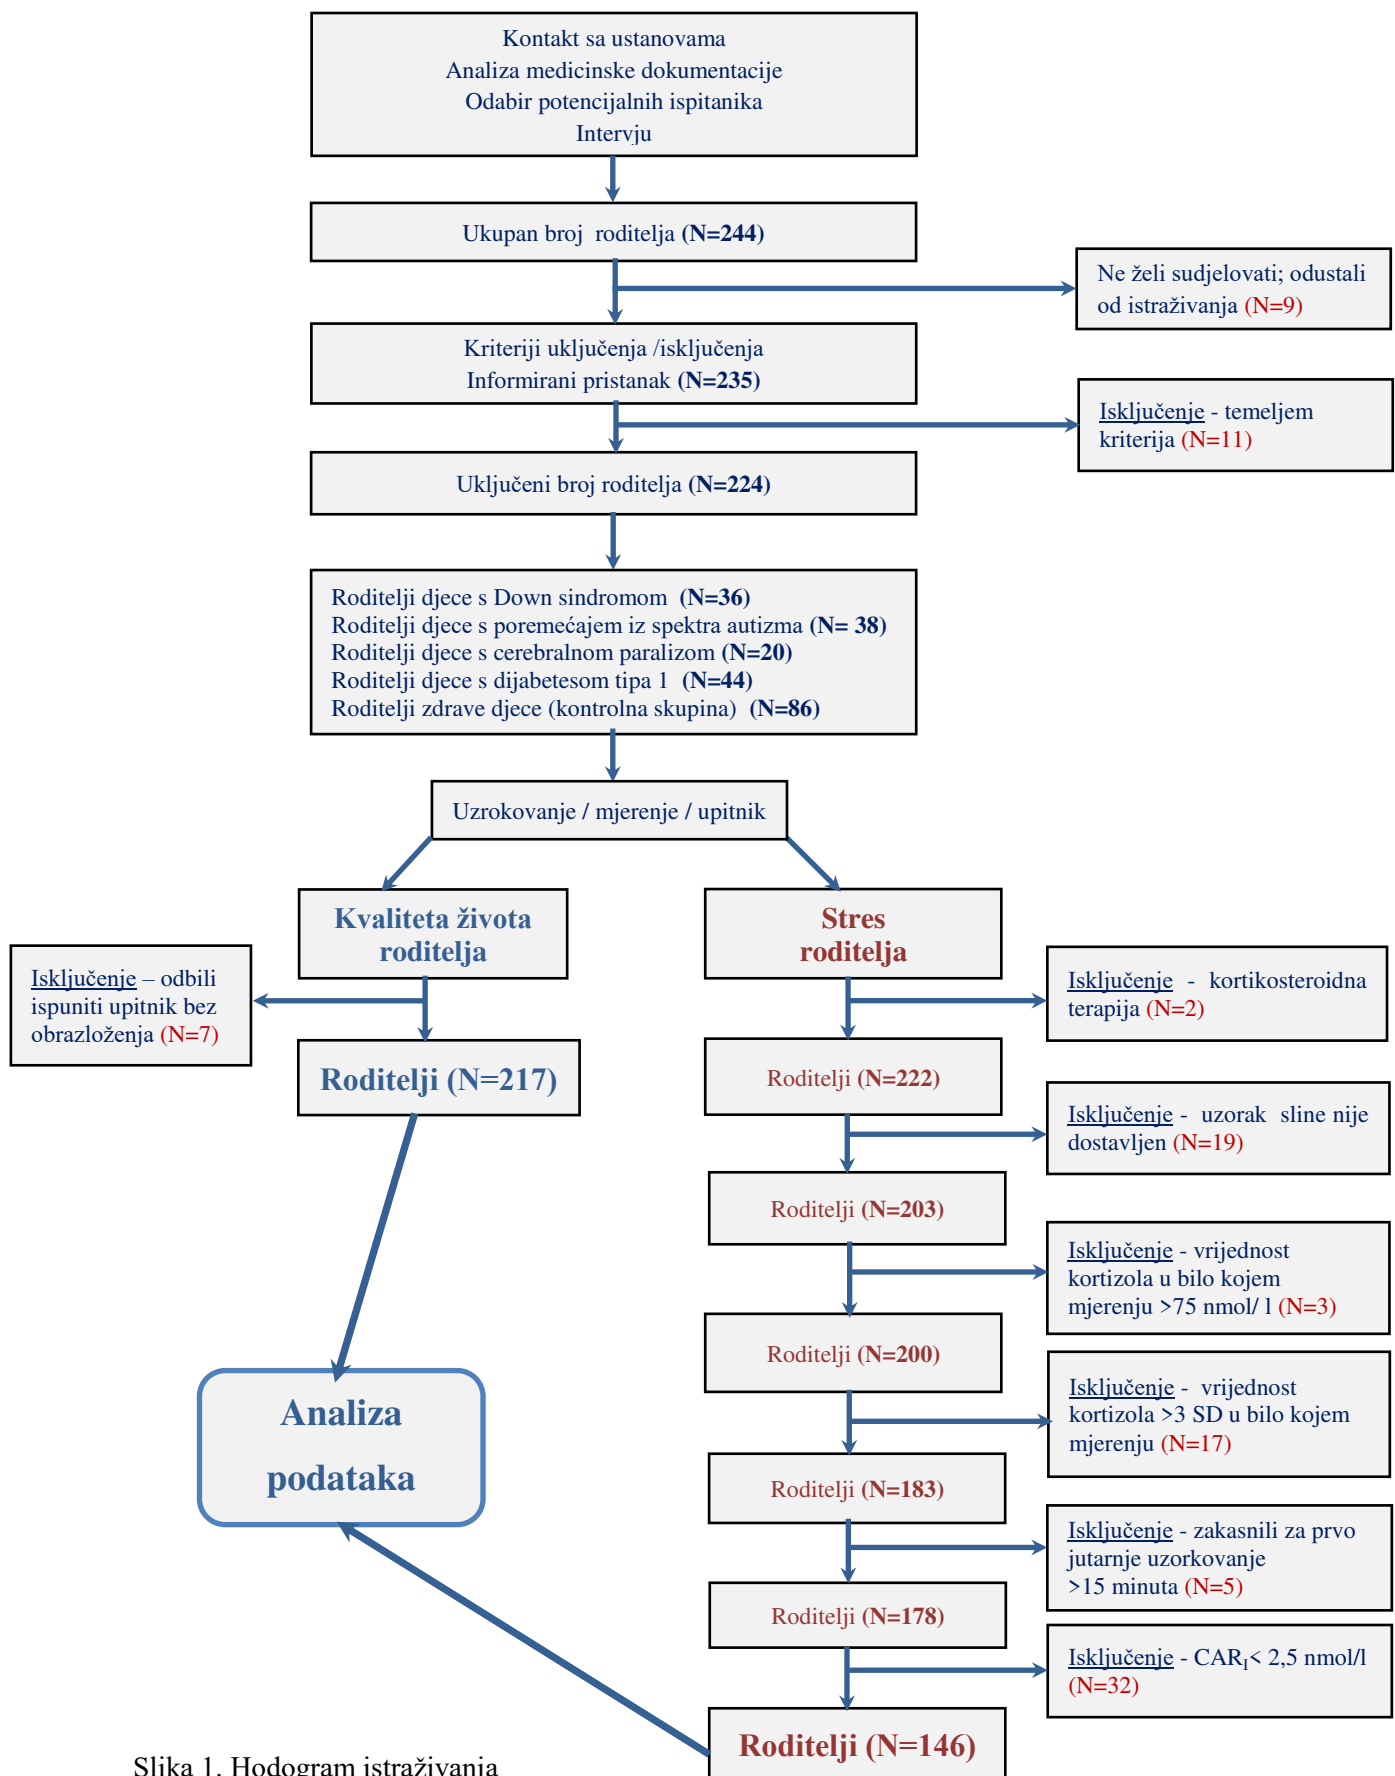 Kontakt sa ustanovama
Analiza medicinske dokumentacije
Odabir potencijalnih ispitanika
Intervju
Ukupan broj roditelja (N=244)
Ne želi sudjelovati; odustali
od istraživanja (N=9)
Kriteriji uključenja /isključenja
Informirani pristanak (N=235)
Isključenje - temeljem
kriterija (N=11)
Uključeni broj roditelja (N=224)
Roditelji djece s Down sindromom (N=36)
Roditelji djece s poremećajem iz spektra autizma (N= 38)
Roditelji djece s cerebralnom paralizom (N=20)
Roditelji djece s dijabetesom tipa 1 (N=44)
Roditelji zdrave djece (kontrolna skupina) (N=86)
Uzrokovanje / mjerenje / upitnik
Kvaliteta života
roditelja
Isključenje – odbili
ispuniti upitnik bez
obrazloženja (N=7)
Roditelji (N=217)
Stres
roditelja
Isključenje - kortikosteroidna
terapija (N=2)
Roditelji (N=222)
Isključenje - uzorak sline nije
dostavljen (N=19)
Roditelji (N=203)
Isključenje - vrijednost
kortizola u bilo kojem
mjerenju >75 nmol/ l (N=3)
Roditelji (N=200)
Isključenje - vrijednost
kortizola >3 SD u bilo kojem
mjerenju (N=17)
Roditelji (N=183)
Isključenje - zakasnili za prvo
jutarnje uzorkovanje
>15 minuta (N=5)
Roditelji (N=178)
Isključenje - CAR_I< 2,5 nmol/l
(N=32)
Roditelji (N=146)
Analiza
podataka
Slika 1. Hodogram istraživanja